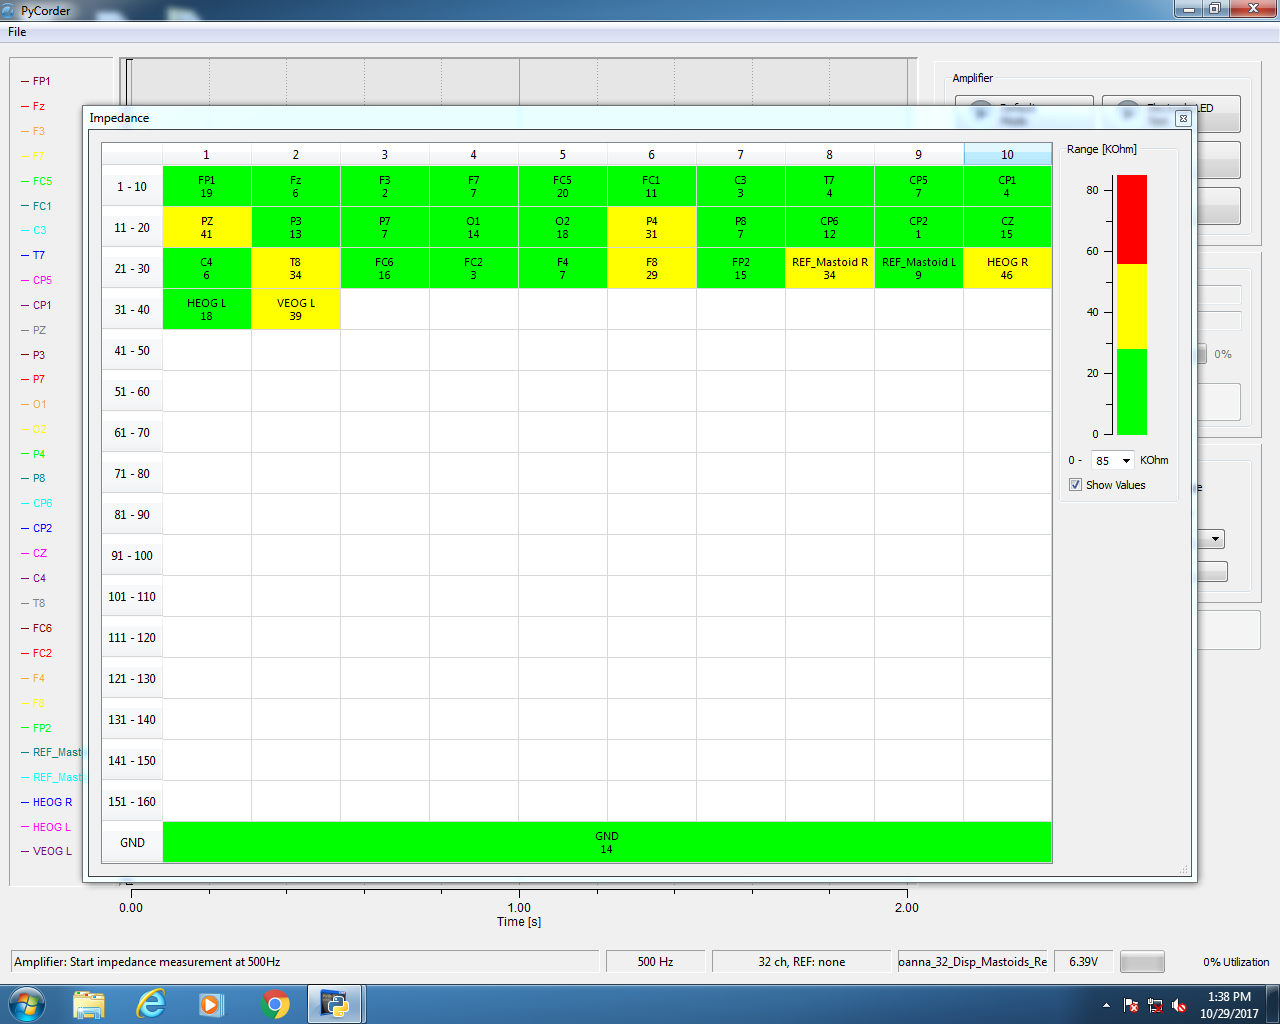 PyCorder
File
FP1
Fz
F3
F7
FC5
FC1
C3
T7
CP5
CP1
PZ
P3
P7
O1
O2
P4
P8
CP6
CP2
CZ
C4
T8
FC6
FC2
F4
F8
FP2
REF_Mast
REF_Mast
HEOG R
HEOG L
VEOG L
Amplifier
Default
Mode
Electrode LED
Test
Impedance
1 2 3 4 5 6 7 8 9 10
1 - 10 FP1 Fz F3 F7 FC5 FC1 C3 T7 CP5 CP1
19 6 2 7 20 11 3 4 7 4
11 - 20 PZ P3 P7 O1 O2 P4 P8 CP6 CP2 CZ
41 13 7 14 18 31 7 12 1 15
21 - 30 C4 T8 FC6 FC2 F4 F8 FP2 REF_Mastoid R REF_Mastoid L HEOG R
6 34 16 3 7 29 15 34 9 46
31 - 40 HEOG L VEOG L
18 39
41 - 50
51 - 60
61 - 70
71 - 80
81 - 90
91 - 100
101 - 110
111 - 120
121 - 130
131 - 140
141 - 150
151 - 160
GND GND
14
Range [KOhm]
80
60
40
20
0
0 - 85 KOhm
Show Values
0%
0.00 1.00 2.00
Time [s]
Amplifier: Start impedance measurement at 500Hz
500 Hz
32 ch, REF: none
oanna_32_Disp_Mastoids_Re
6.39V
0% Utilization
1:38 PM
10/29/2017